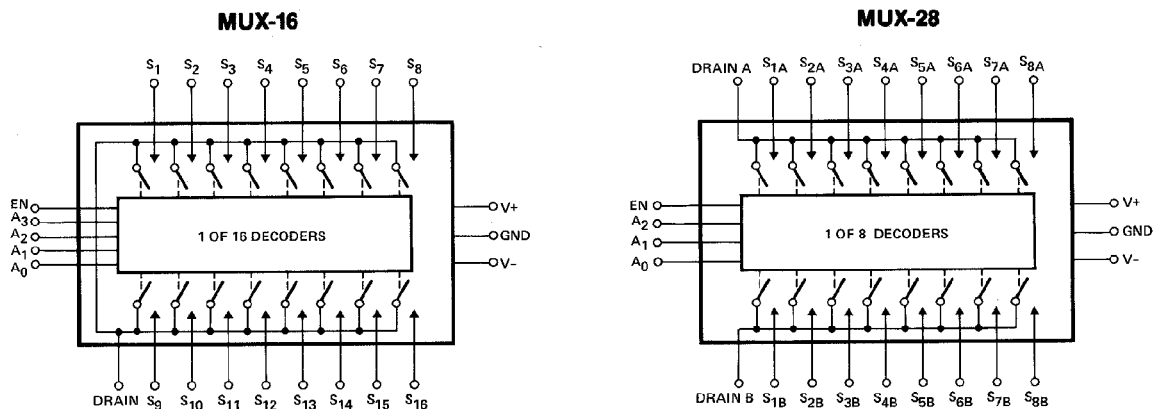 MUX-16
S1 S2 S3 S4 S5 S6 S7 S8
EN
A3
A2
A1
A0
1 OF 16 DECODERS
V+
GND
V–
DRAIN S9 S10 S11 S12 S13 S14 S15 S16
MUX-28
DRAIN A S1A S2A S3A S4A S5A S6A S7A S8A
EN
A2
A1
A0
1 OF 8 DECODERS
V+
GND
V–
DRAIN B S1B S2B S3B S4B S5B S6B S7B S8B